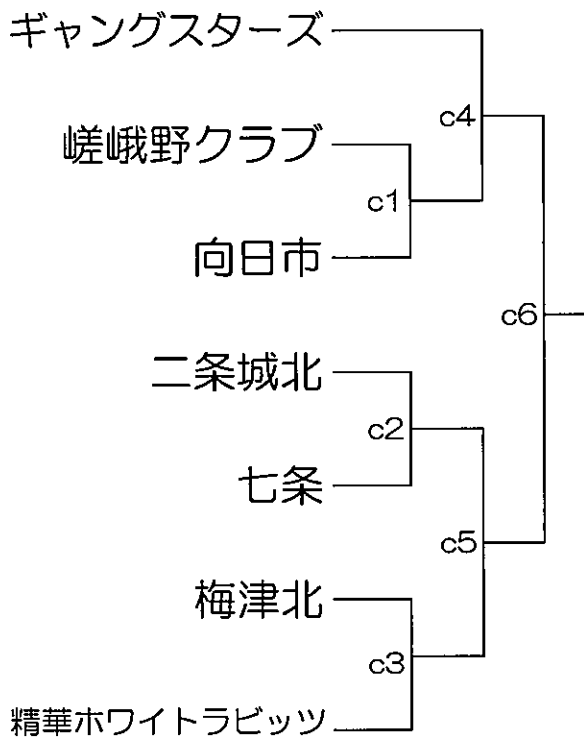 ギャングスターズ
c4
嵯峨野クラブ
c1
向日市
c6
二条城北
c2
七条
c5
梅津北
c3
精華ホワイトラビッツ